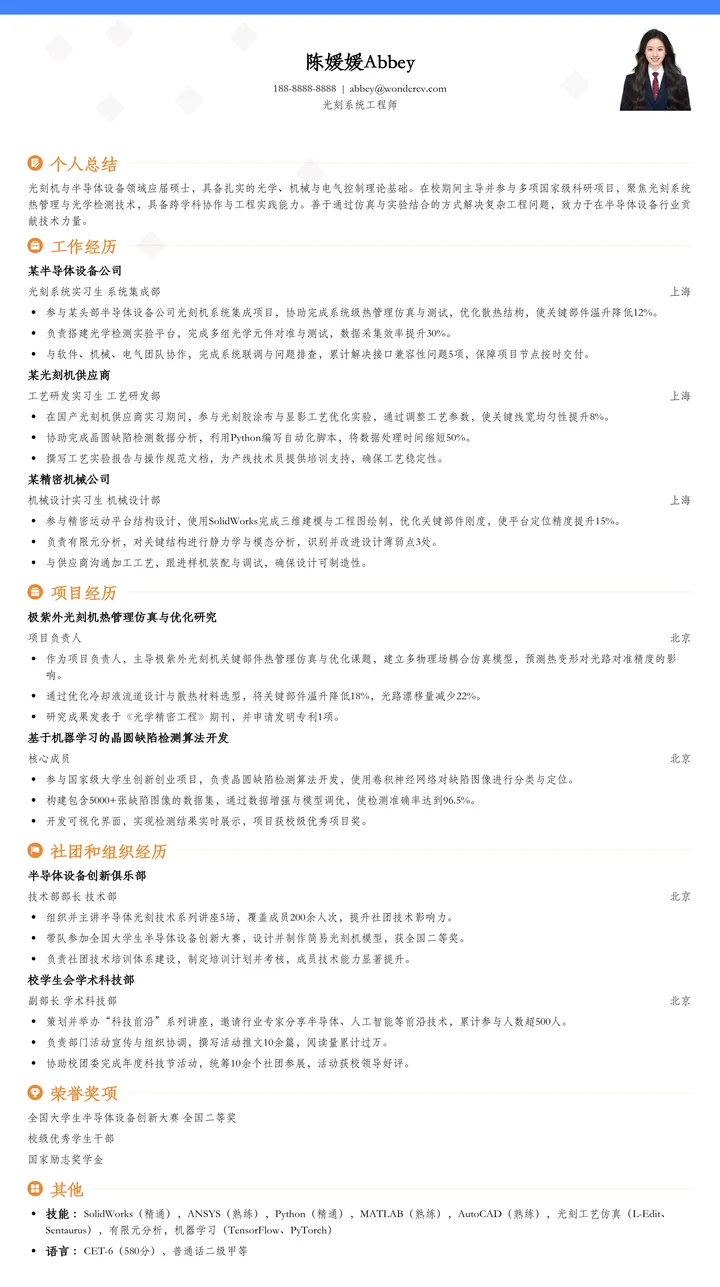 陈媛媛Abbey
188-8888-8888 | abbey@wondercv.com
光刻系统工程师
个人总结
光刻机与半导体设备领域应届硕士，具备扎实的光学、机械与电气控制理论基础。在校期间主导并参与多项国家级科研项目，聚焦光刻系统
热管理与光学检测技术，具备跨学科协作与工程实践能力。善于通过仿真与实验结合的方式解决复杂工程问题，致力于在半导体设备行业贡
献技术力量。
工作经历
某半导体设备公司
光刻系统实习生 系统集成部 上海
• 参与某头部半导体设备公司光刻机系统集成项目，协助完成系统级热管理仿真与测试，优化散热结构，使关键部件温升降低12%。
• 负责搭建光学检测实验平台，完成多组光学元件对准与测试，数据采集效率提升30%。
• 与软件、机械、电气团队协作，完成系统联调与问题排查，累计解决接口兼容性问题5项，保障项目节点按时交付。
某光刻机供应商
工艺研发实习生 工艺研发部 上海
• 在国产光刻机供应商实习期间，参与光刻胶涂布与显影工艺优化实验，通过调整工艺参数，使关键线宽均匀性提升8%。
• 协助完成晶圆缺陷检测数据分析，利用Python编写自动化脚本，将数据处理时间缩短50%。
• 撰写工艺实验报告与操作规范文档，为产线技术员提供培训支持，确保工艺稳定性。
某精密机械公司
机械设计实习生 机械设计部 上海
• 参与精密运动平台结构设计，使用SolidWorks完成三维建模与工程图绘制，优化关键部件刚度，使平台定位精度提升15%。
• 负责有限元分析，对关键结构进行静力学与模态分析，识别并改进设计薄弱点3处。
• 与供应商沟通加工工艺，跟进样机装配与调试，确保设计可制造性。
项目经历
极紫外光刻机热管理仿真与优化研究
项目负责人 北京
• 作为项目负责人，主导极紫外光刻机关键部件热管理仿真与优化课题，建立多物理场耦合仿真模型，预测热变形对光路对准精度的影
响。
• 通过优化冷却液流道设计与散热材料选型，将关键部件温升降低18%，光路漂移量减少22%。
• 研究成果发表于《光学精密工程》期刊，并申请发明专利1项。
基于机器学习的晶圆缺陷检测算法开发
核心成员 北京
• 参与国家级大学生创新创业项目，负责晶圆缺陷检测算法开发，使用卷积神经网络对缺陷图像进行分类与定位。
• 构建包含5000+张缺陷图像的数据集，通过数据增强与模型调优，使检测准确率达到96.5%。
• 开发可视化界面，实现检测结果实时展示，项目获校级优秀项目奖。
社团和组织经历
半导体设备创新俱乐部
技术部部长 技术部 北京
• 组织并主讲半导体光刻技术系列讲座5场，覆盖成员200余人次，提升社团技术影响力。
• 带队参加全国大学生半导体设备创新大赛，设计并制作简易光刻机模型，获全国二等奖。
• 负责社团技术培训体系建设，制定培训计划并考核，成员技术能力显著提升。
校学生会学术科技部
副部长 学术科技部 北京
• 策划并举办“科技前沿”系列讲座，邀请行业专家分享半导体、人工智能等前沿技术，累计参与人数超500人。
• 负责部门活动宣传与组织协调，撰写活动推文10余篇，阅读量累计过万。
• 协助校团委完成年度科技节活动，统筹10余个社团参展，活动获校领导好评。
荣誉奖项
全国大学生半导体设备创新大赛 全国二等奖
校级优秀学生干部
国家励志奖学金
其他
• 技能：SolidWorks（精通），ANSYS（熟练），Python（精通），MATLAB（熟练），AutoCAD（熟练），光刻工艺仿真（L-Edit、
Sentaurus），有限元分析，机器学习（TensorFlow、PyTorch）
• 语言：CET-6（580分），普通话二级甲等